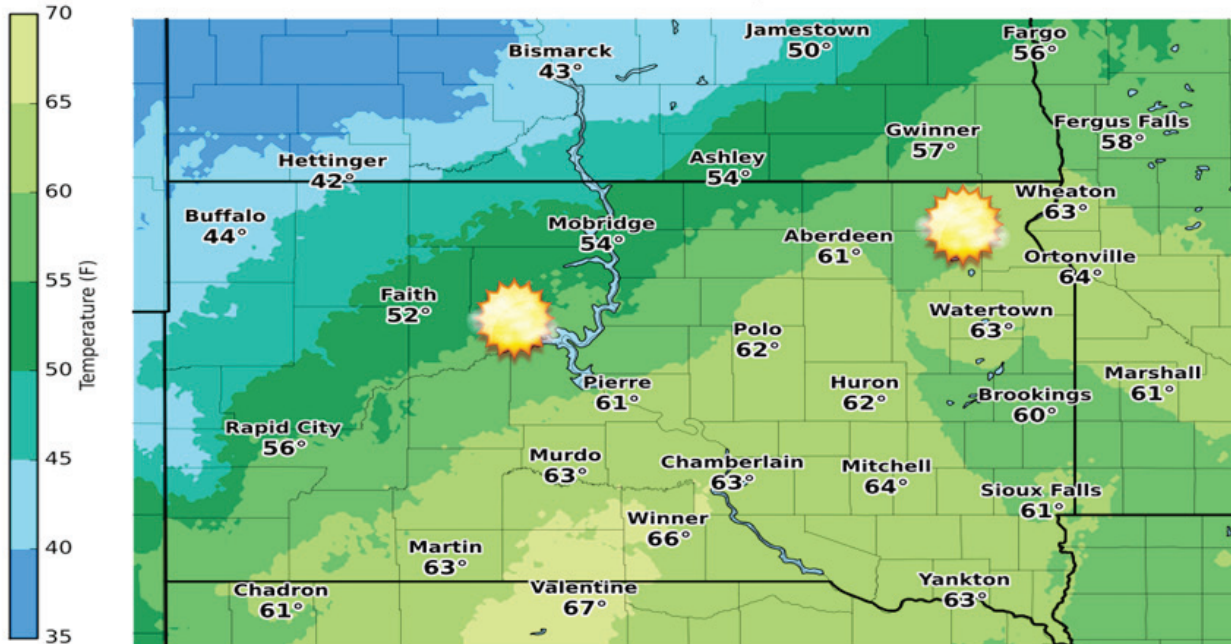 70
65
60
55
50
45
40
35
Temperature (F)
Jamestown
50°
Fargo
56°
Bismarck
43°
Fergus Falls
58°
Gwinner
57°
Hettinger
42°
Ashley
54°
Wheaton
63°
Buffalo
44°
Mobridge
54°
Aberdeen
61°
Ortonville
64°
Faith
52°
Watertown
63°
Polo
62°
Pierre
61°
Huron
62°
Brookings
60°
Marshall
61°
Rapid City
56°
Murdo
63°
Chamberlain
63°
Mitchell
64°
Sioux Falls
61°
Winner
66°
Martin
63°
Chadron
61°
Valentine
67°
Yankton
63°